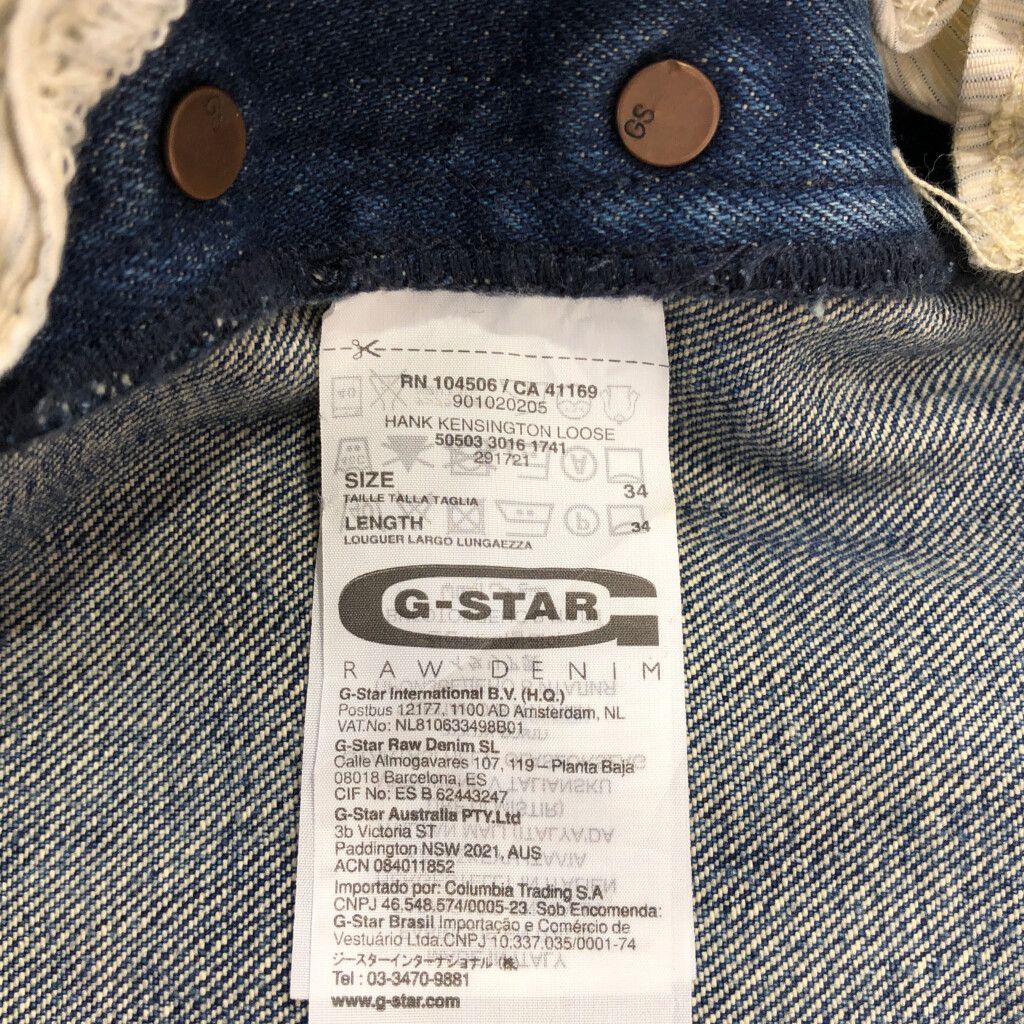 GS
GS
RN 104506 / CA 41169
901020205
HANK KENSINGTON LOOSE
50503 3016 1741
291721
SIZE 34
TAILLE TALLA TAGLIA
LENGTH 34
LOUGUER LARGO LUNGAEZZA
G-STAR
RAW DENIM
G-Star International B.V. (H.Q.)
Postbus 12177, 1100 AD Amsterdam, NL
VAT.No: NL810633498B01
G-Star Raw Denim SL
Calle Almogavares 107, 119 – Planta Baja
08018 Barcelona, ES
CIF No: ES B 62443247
G-Star Australia PTY.Ltd
3b Victoria ST
Paddington NSW 2021, AUS
ACN 084011852
Importado por: Columbia Trading S.A
CNPJ 46.548.574/0005-23. Sob Encomenda:
G-Star Brasil Importação e Comércio de
Vestuário Ltda.CNPJ 10.337.035/0001-74
ジースターインターナショナル(株)
Tel : 03-3470-9881
www.g-star.com